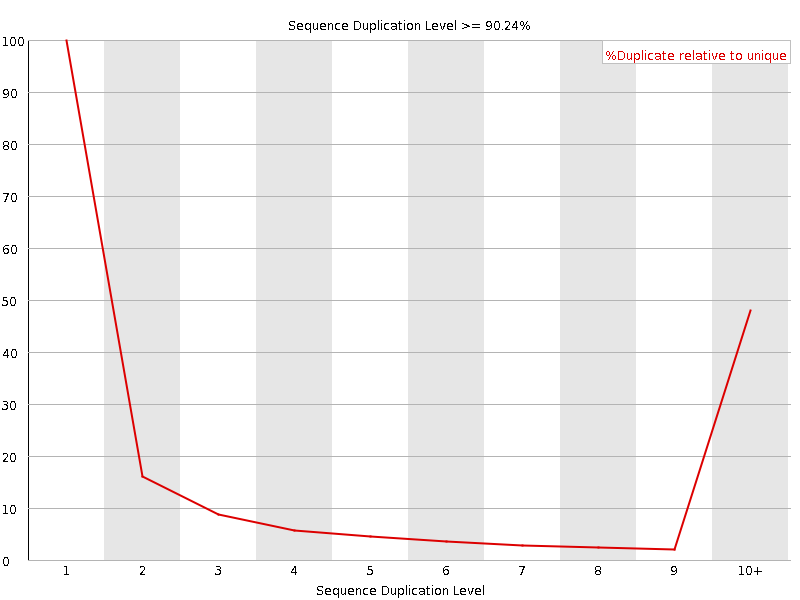 Sequence Duplication Level >= 90.24%
%Duplicate relative to unique
100
90
80
70
60
50
40
30
20
10
0
1 2 3 4 5 6 7 8 9 10+
Sequence Duplication Level